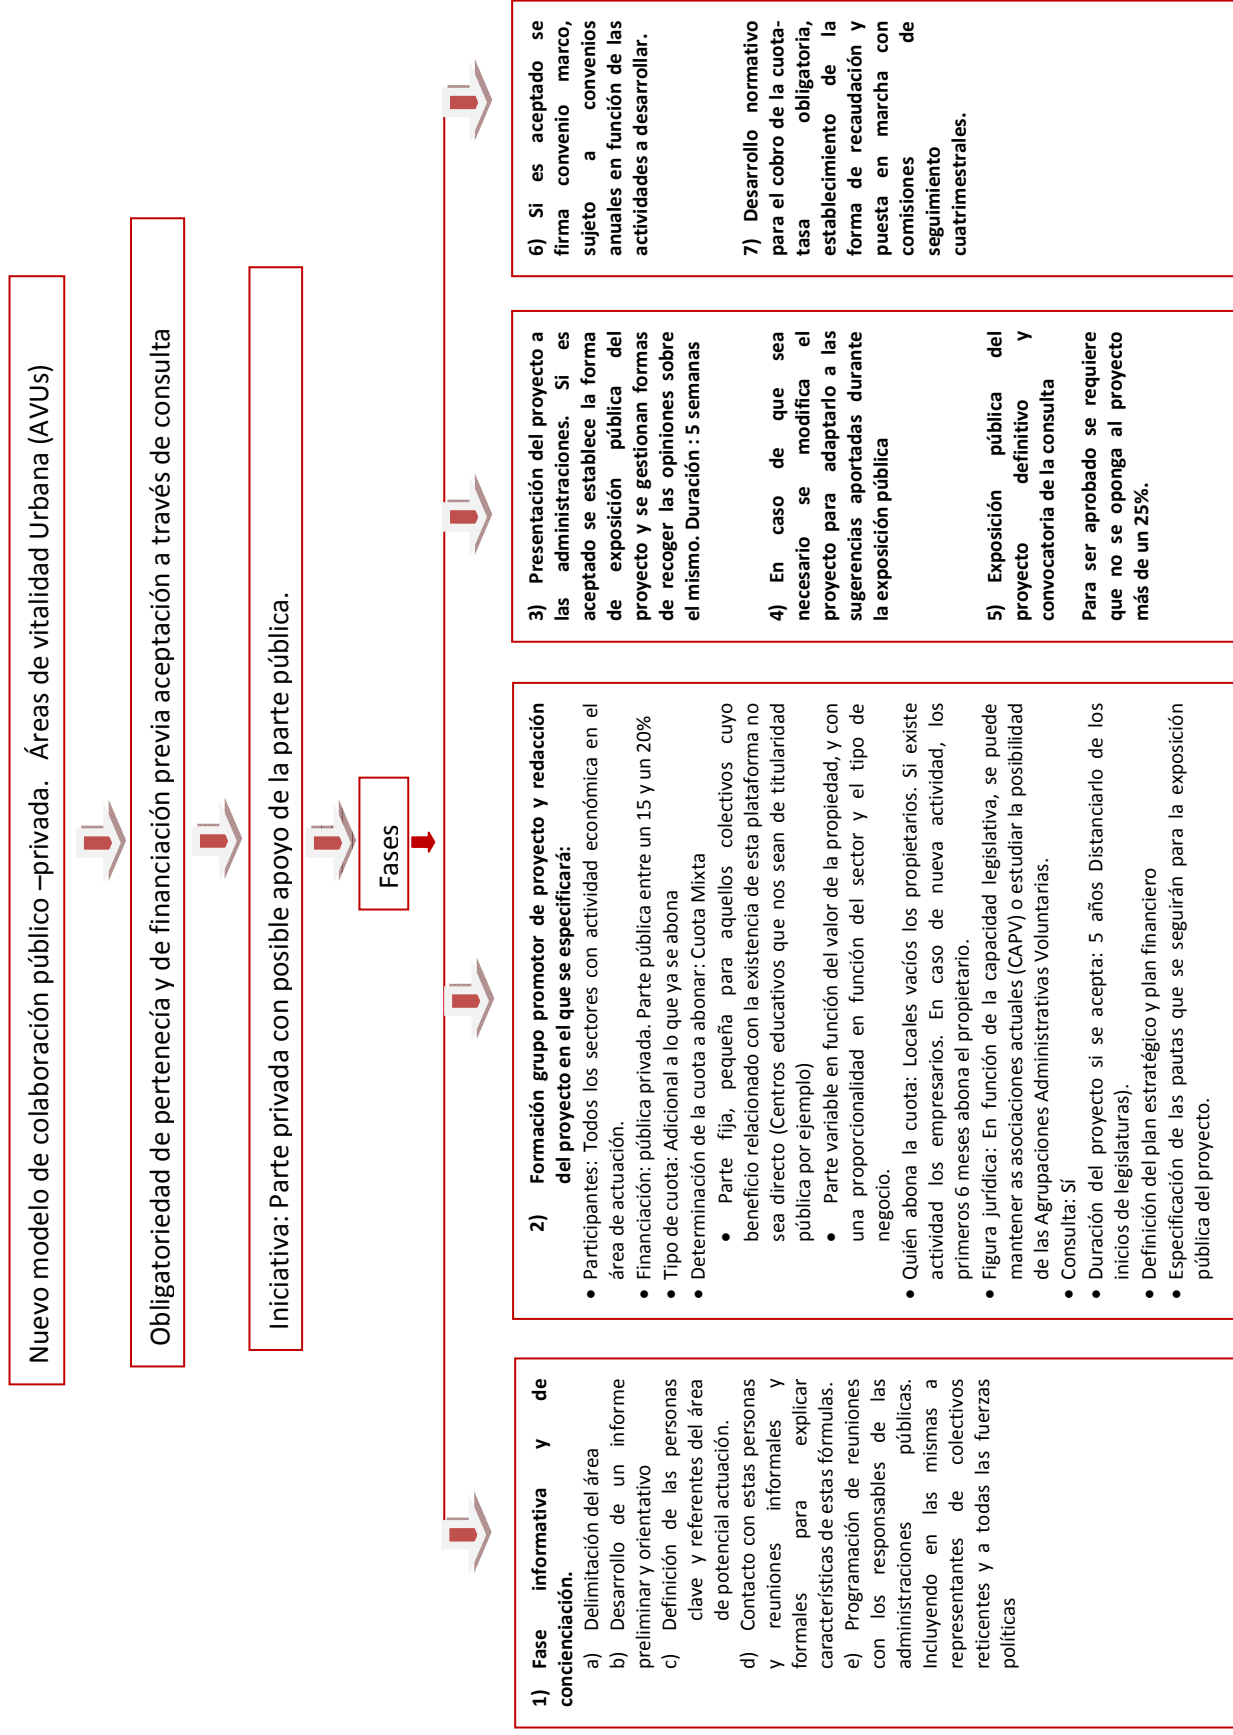 Nuevo modelo de colaboración público –privada. Áreas de vitalidad Urbana (AVUs)
Obligatoriedad de pertenecía y de financiación previa aceptación a través de consulta
Iniciativa: Parte privada con posible apoyo de la parte pública.
Fases
1) Fase informativa y de
concienciación.
a) Delimitación del área
b) Desarrollo de un informe
preliminar y orientativo
c) Definición de las personas
clave y referentes del área
de potencial actuación.
d) Contacto con estas personas
y reuniones informales y
formales para explicar
características de estas fórmulas.
e) Programación de reuniones
con los responsables de las
administraciones públicas.
Incluyendo en las mismas a
representantes de colectivos
reticentes y a todas las fuerzas
políticas
2) Formación grupo promotor de proyecto y redacción
del proyecto en el que se especificará:
• Participantes: Todos los sectores con actividad económica en el
área de actuación.
• Financiación: pública privada. Parte pública entre un 15 y un 20%
• Tipo de cuota: Adicional a lo que ya se abona
• Determinación de la cuota a abonar: Cuota Mixta
• Parte fija, pequeña para aquellos colectivos cuyo
beneficio relacionado con la existencia de esta plataforma no
sea directo (Centros educativos que nos sean de titularidad
pública por ejemplo)
• Parte variable en función del valor de la propiedad, y con
una proporcionalidad en función del sector y el tipo de
negocio.
• Quién abona la cuota: Locales vacíos los propietarios. Si existe
actividad los empresarios. En caso de nueva actividad, los
primeros 6 meses abona el propietario.
• Figura jurídica: En función de la capacidad legislativa, se puede
mantener as asociaciones actuales (CAPV) o estudiar la posibilidad
de las Agrupaciones Administrativas Voluntarias.
• Consulta: Sí
• Duración del proyecto si se acepta: 5 años Distanciarlo de los
inicios de legislaturas).
• Definición del plan estratégico y plan financiero
• Especificación de las pautas que se seguirán para la exposición
pública del proyecto.
3) Presentación del proyecto a
las administraciones. Si es
aceptado se establece la forma
de exposición pública del
proyecto y se gestionan formas
de recoger las opiniones sobre
el mismo. Duración : 5 semanas
4) En caso de que sea
necesario se modifica el
proyecto para adaptarlo a las
sugerencias aportadas durante
la exposición pública
5) Exposición pública del
proyecto definitivo y
convocatoria de la consulta
Para ser aprobado se requiere
que no se oponga al proyecto
más de un 25%.
6) Si es aceptado se
firma convenio marco,
sujeto a convenios
anuales en función de las
actividades a desarrollar.
7) Desarrollo normativo
para el cobro de la cuota-
tasa obligatoria,
establecimiento de la
forma de recaudación y
puesta en marcha con
comisiones de
seguimiento
cuatrimestrales.